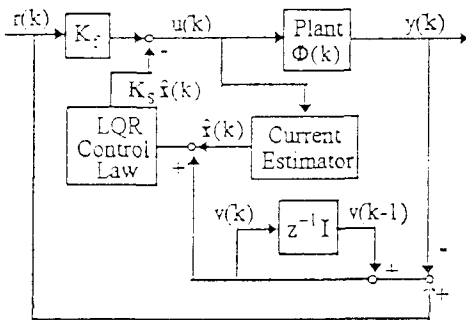 r(k)
K_f
-
u(k)
Plant
Φ(k)
y(k)
K_s x̂(k)
LQR
Control
Law
x̂(k)
+
Current
Estimator
v(k)
z⁻¹ I
v(k-1)
+
-
+